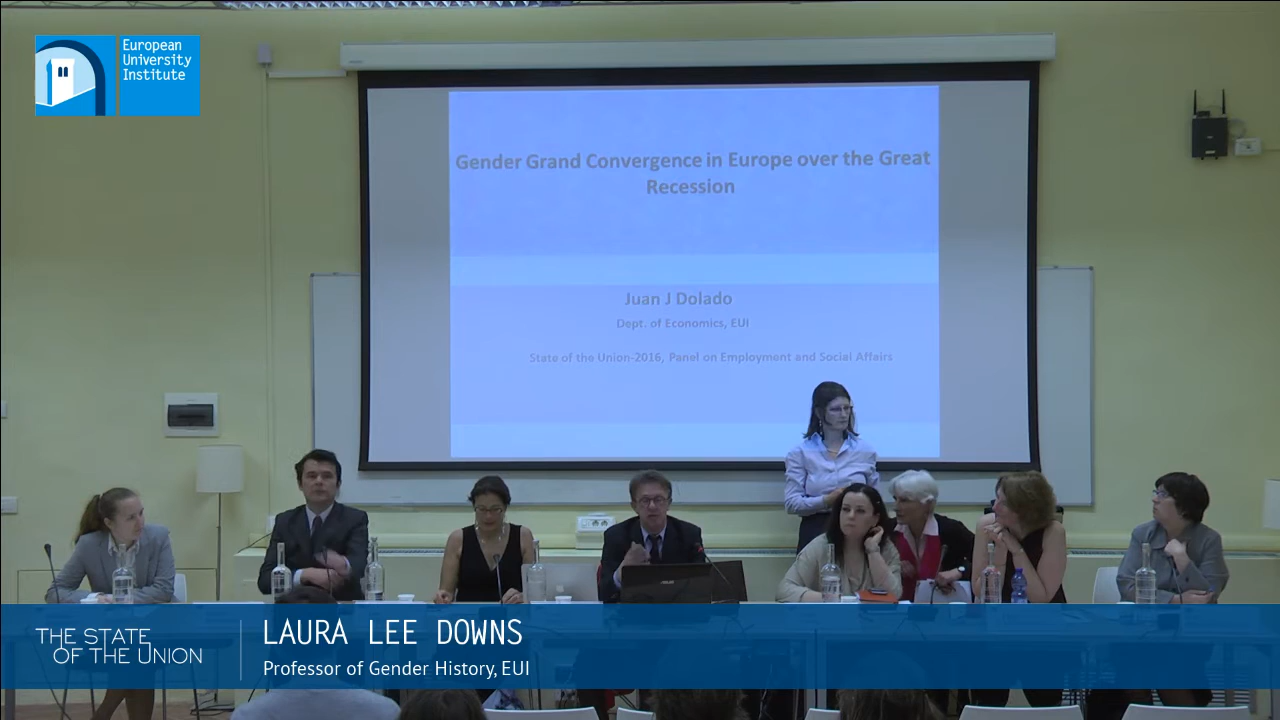 European
University
Institute
Gender Grand Convergence in Europe over the Great
Recession
Juan J Dolado
Dept. of Economics, EUI
State of the Union-2016, Panel on Employment and Social Affairs
ASUS
THE STATE
OF THE UNION
LAURA LEE DOWNS
Professor of Gender History, EUI